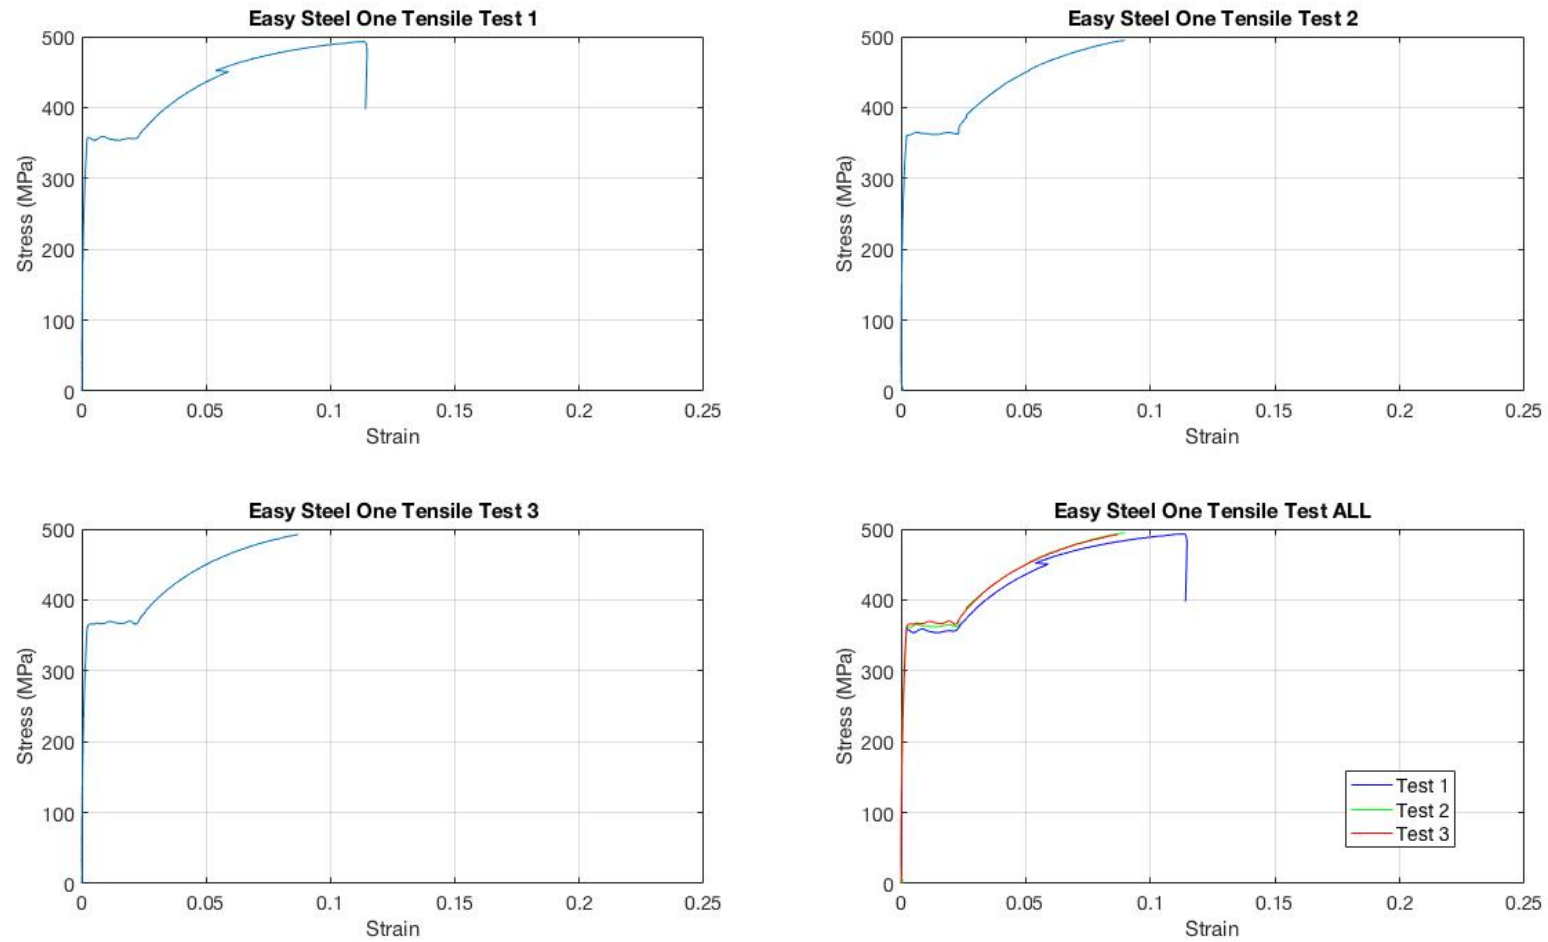 Easy Steel One Tensile Test 1
500
400
300
200
100
0
Stress (MPa)
0 0.05 0.1 0.15 0.2 0.25
Strain
Easy Steel One Tensile Test 2
500
400
300
200
100
0
Stress (MPa)
0 0.05 0.1 0.15 0.2 0.25
Strain
Easy Steel One Tensile Test 3
500
400
300
200
100
0
Stress (MPa)
0 0.05 0.1 0.15 0.2 0.25
Strain
Easy Steel One Tensile Test ALL
500
400
300
200
100
0
Stress (MPa)
Test 1
Test 2
Test 3
0 0.05 0.1 0.15 0.2 0.25
Strain